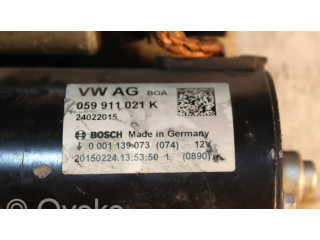 VW AG BOA
059 911 021 K
24022015
BOSCH Made in Germany
0 001 139 073 (074) 12V
20150224.13:53:50 1 (0890)
© Ovoko